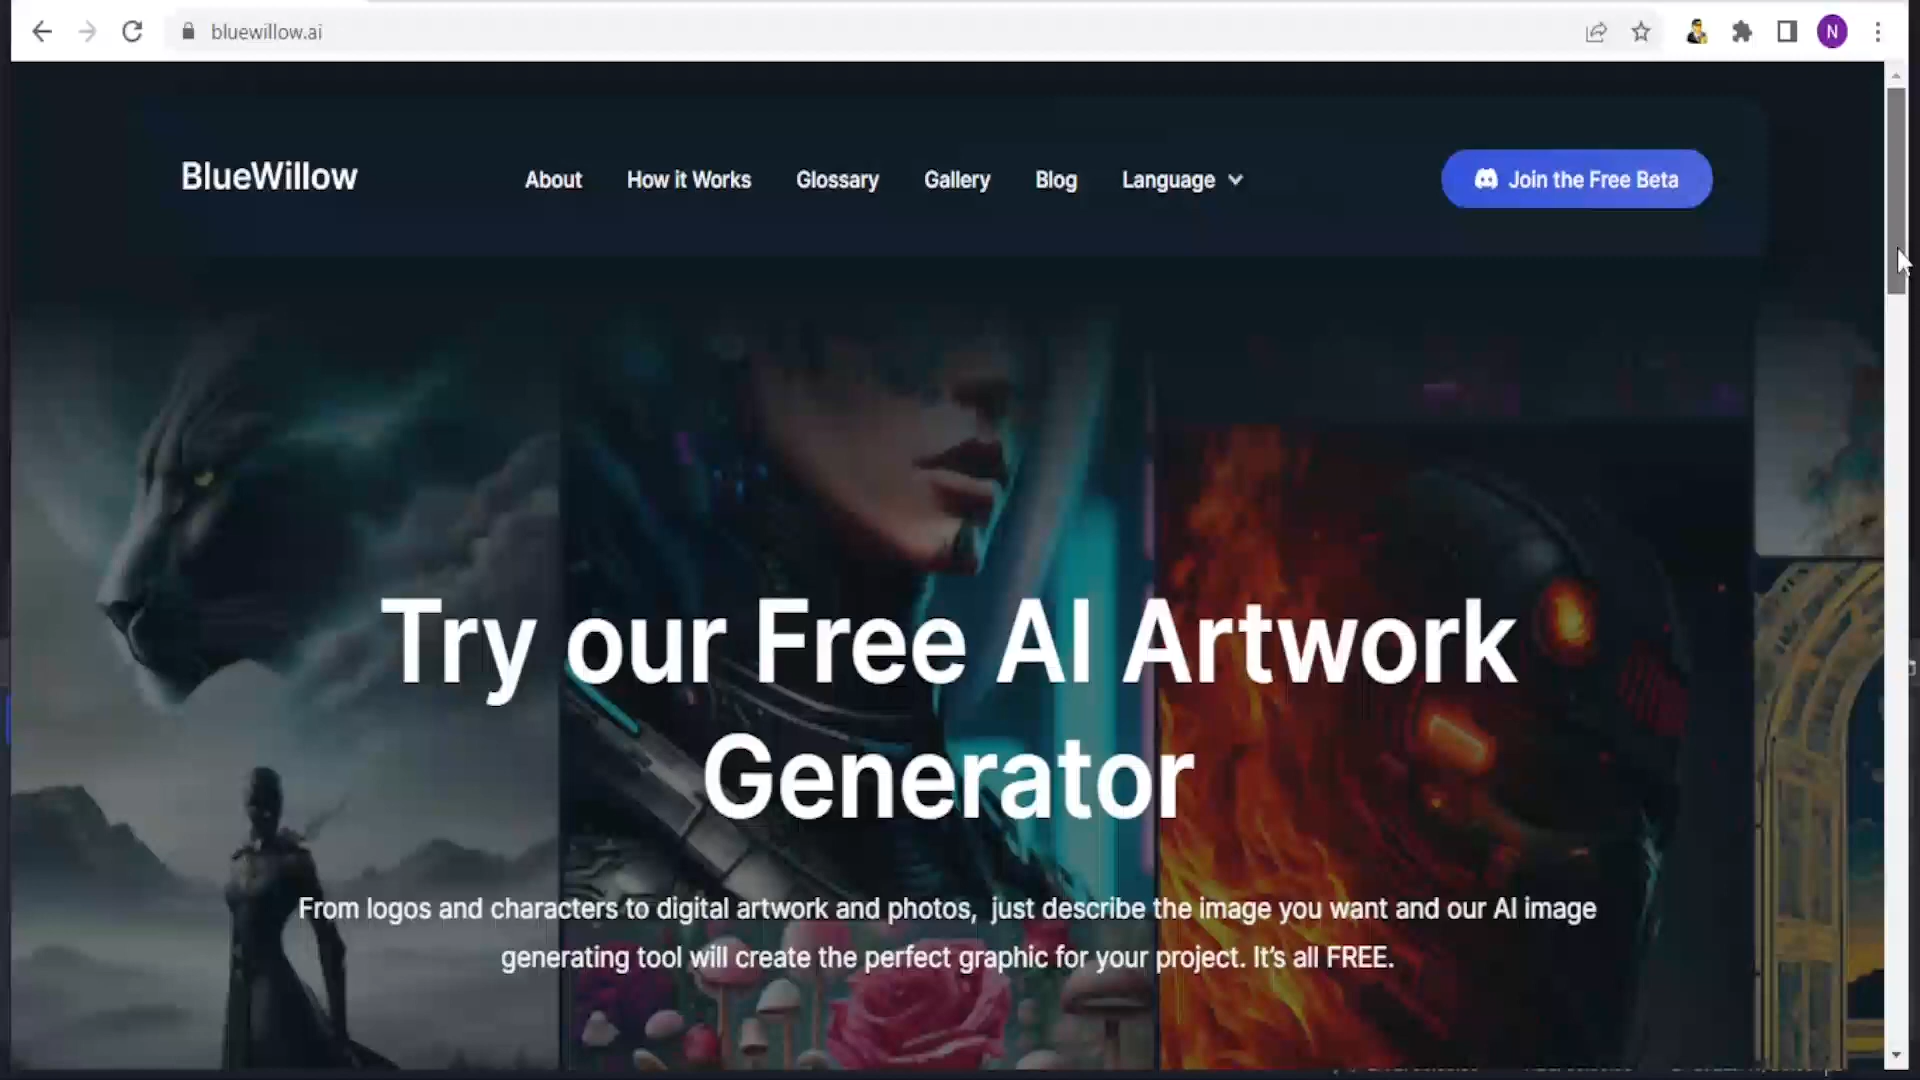 bluewillow.ai
N
BlueWillow
About How it Works Glossary Gallery Blog Language
Join the Free Beta
Try our Free AI Artwork
Generator
From logos and characters to digital artwork and photos, just describe the image you want and our AI image
generating tool will create the perfect graphic for your project. It's all FREE.